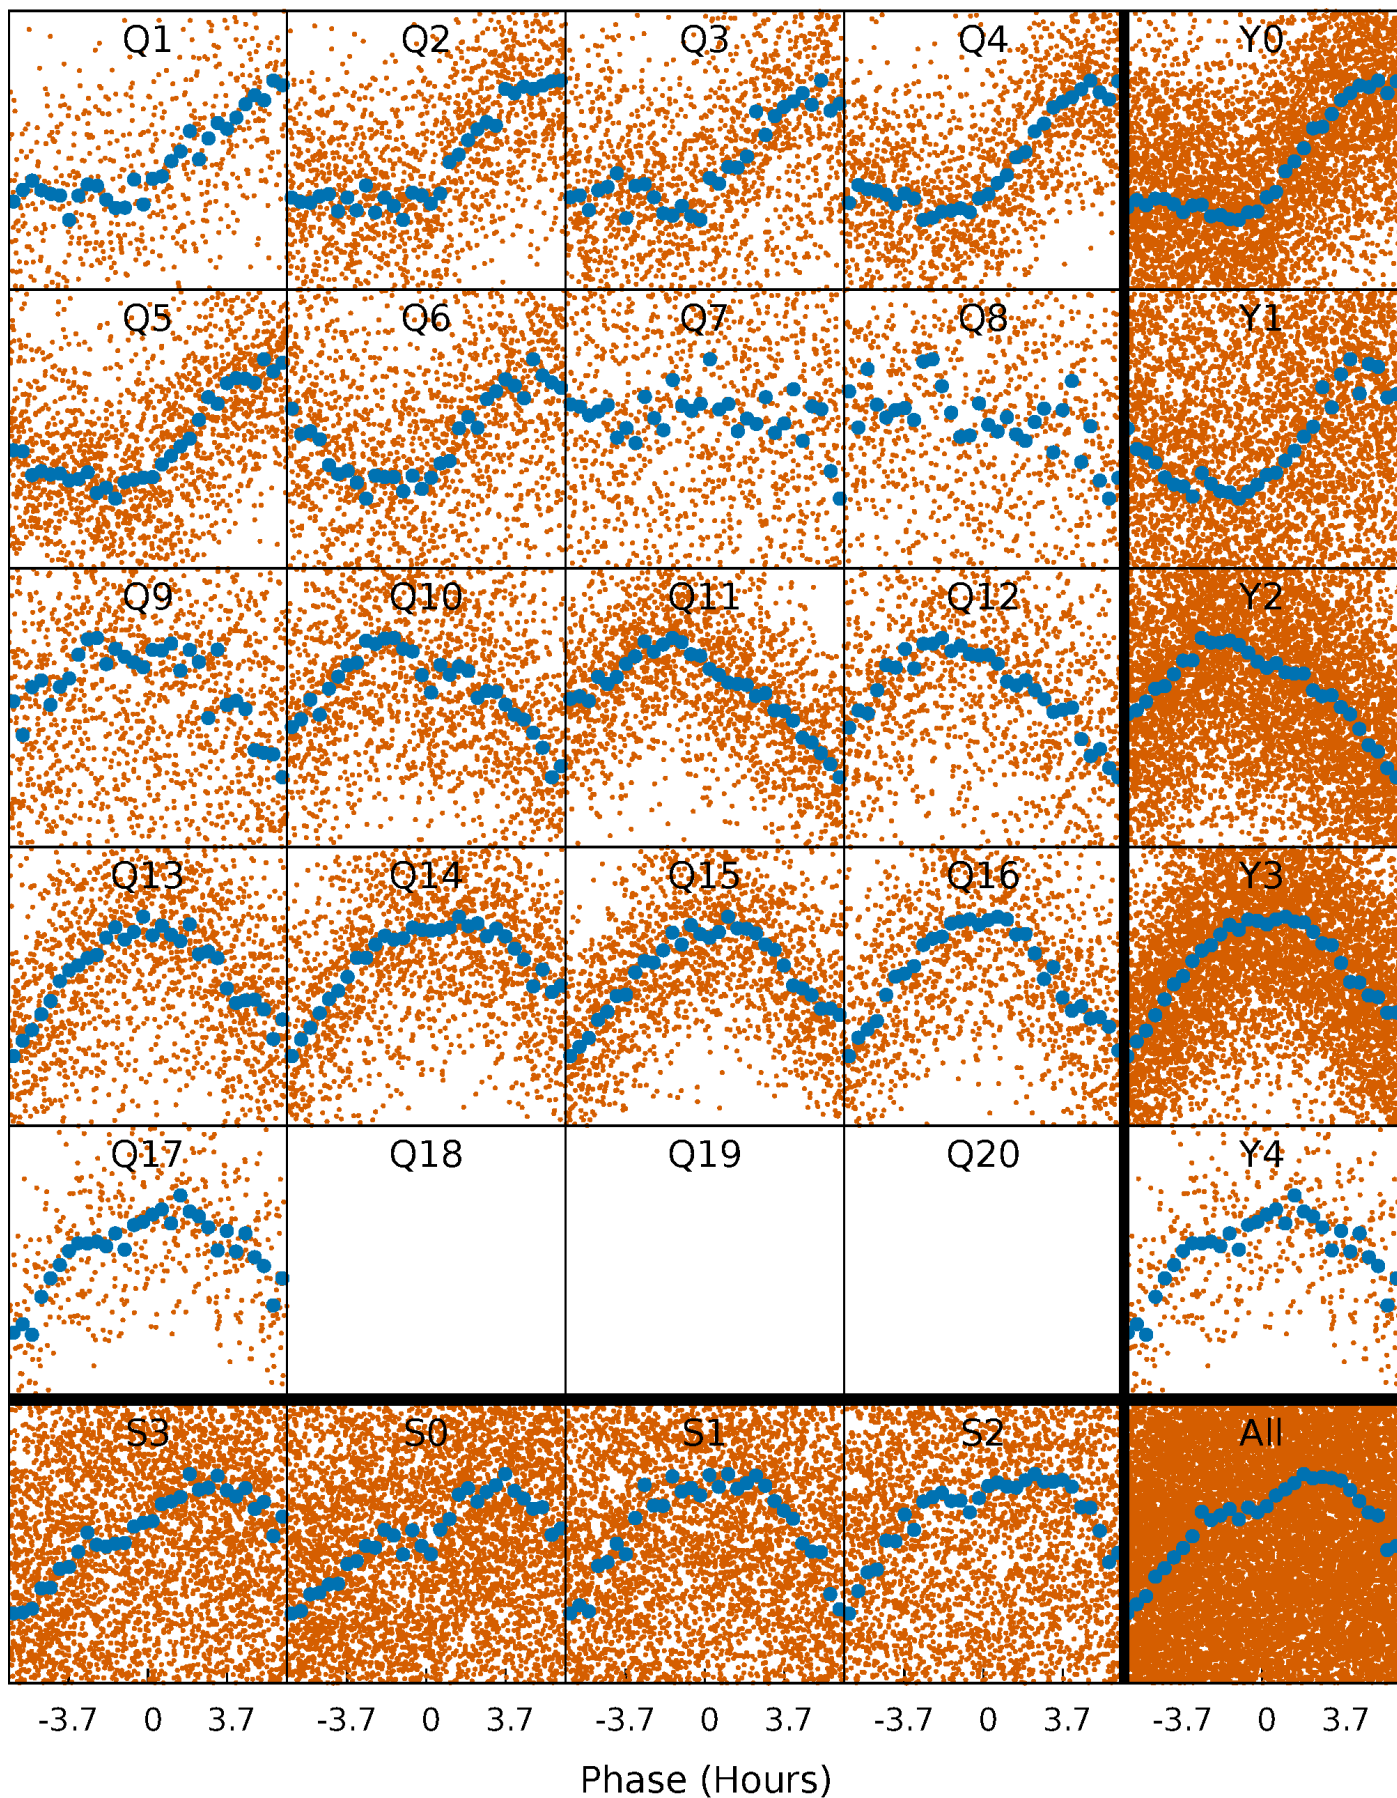 Q1 Q2 Q3 Q4 Y0
Q5 Q6 Q7 Q8 Y1
Q9 Q10 Q11 Q12 Y2
Q13 Q14 Q15 Q16 Y3
Q17 Q18 Q19 Q20 Y4
S3 S0 S1 S2 All
-3.7 0 3.7 -3.7 0 3.7 -3.7 0 3.7 -3.7 0 3.7 -3.7 0 3.7
Phase (Hours)